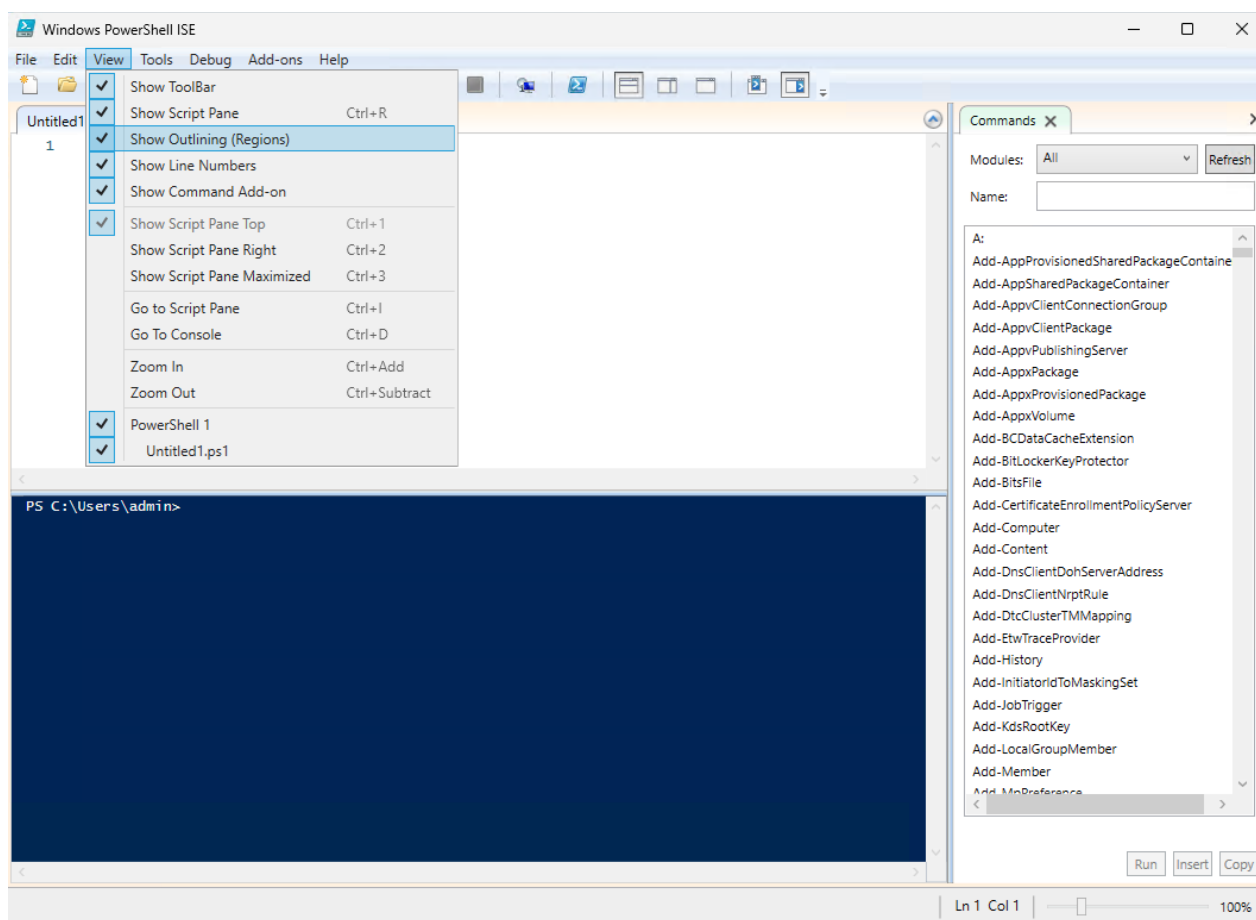 Windows PowerShell ISE
File Edit View Tools Debug Add-ons Help
Show ToolBar
Show Script Pane Ctrl+R
Show Outlining (Regions)
Show Line Numbers
Show Command Add-on
Show Script Pane Top Ctrl+1
Show Script Pane Right Ctrl+2
Show Script Pane Maximized Ctrl+3
Go to Script Pane Ctrl+I
Go To Console Ctrl+D
Zoom In Ctrl+Add
Zoom Out Ctrl+Subtract
PowerShell 1
Untitled1.ps1
Untitled1
1
PS C:\Users\admin>
Commands
Modules: All Refresh
Name:
A:
Add-AppProvisionedSharedPackageContaine
Add-AppSharedPackageContainer
Add-AppvClientConnectionGroup
Add-AppvClientPackage
Add-AppvPublishingServer
Add-AppxPackage
Add-AppxProvisionedPackage
Add-AppxVolume
Add-BCDataCacheExtension
Add-BitLockerKeyProtector
Add-BitsFile
Add-CertificateEnrollmentPolicyServer
Add-Computer
Add-Content
Add-DnsClientDohServerAddress
Add-DnsClientNrptRule
Add-DtcClusterTMMapping
Add-EtwTraceProvider
Add-History
Add-InitiatorIdToMaskingSet
Add-JobTrigger
Add-KdsRootKey
Add-LocalGroupMember
Add-Member
Add-MpPreference
Run Insert Copy
Ln 1 Col 1 100%